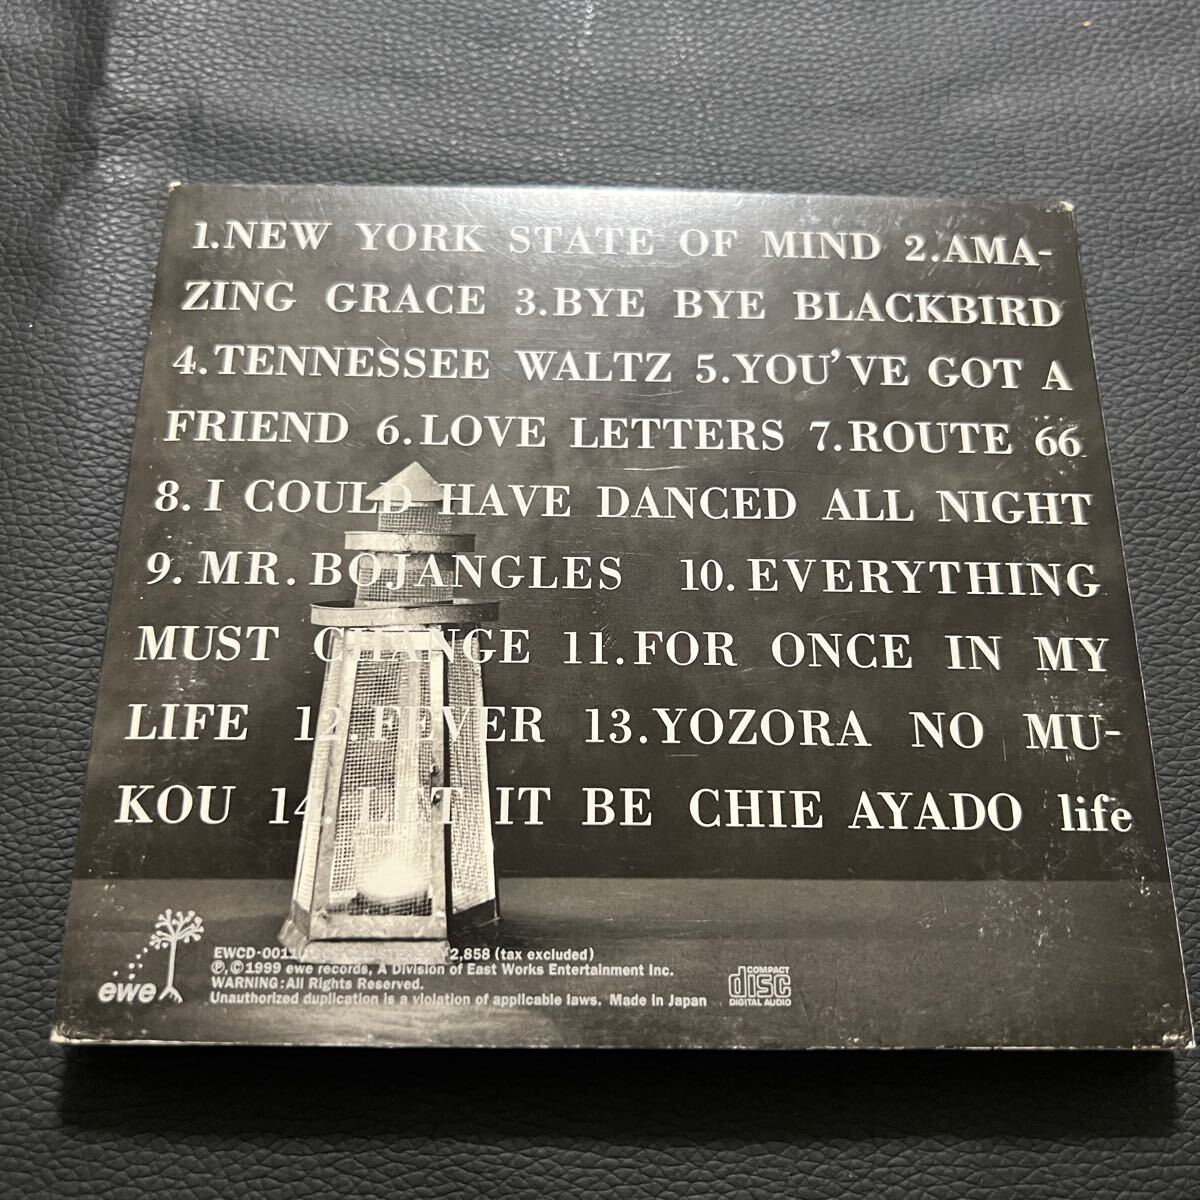 1.NEW YORK STATE OF MIND 2.AMA-
ZING GRACE 3.BYE BYE BLACKBIRD
4.TENNESSEE WALTZ 5.YOU'VE GOT A
FRIEND 6.LOVE LETTERS 7.ROUTE 66
8.I COULD HAVE DANCED ALL NIGHT
9. MR.BOJANGLES 10.EVERYTHING
MUST CHANGE 11.FOR ONCE IN MY
LIFE 12.FEVER 13.YOZORA NO MU-
KOU 14. LET IT BE CHIE AYADO life
ewe
EWCD-0011 ¥2,858 (tax excluded)
℗,©1999 ewe records, A Division of East Works Entertainment Inc.
WARNING:All Rights Reserved.
Unauthorized duplication is a violation of applicable laws. Made in Japan
COMPACT
disc
DIGITAL AUDIO